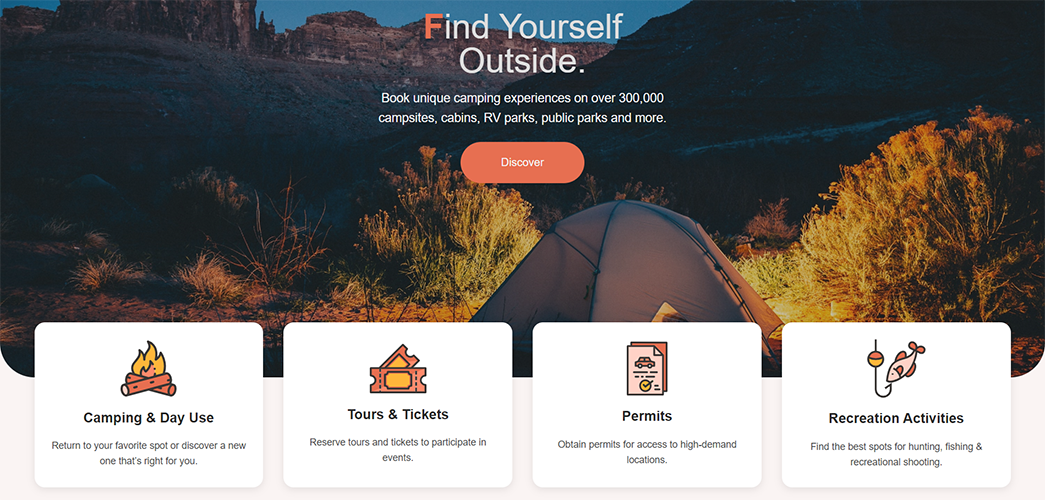 Find Yourself
Outside.
Book unique camping experiences on over 300,000
campsites, cabins, RV parks, public parks and more.
Discover
Camping & Day Use
Return to your favorite spot or discover a new
one that's right for you.
Tours & Tickets
Reserve tours and tickets to participate in
events.
Permits
Obtain permits for access to high-demand
locations.
Recreation Activities
Find the best spots for hunting, fishing &
recreational shooting.